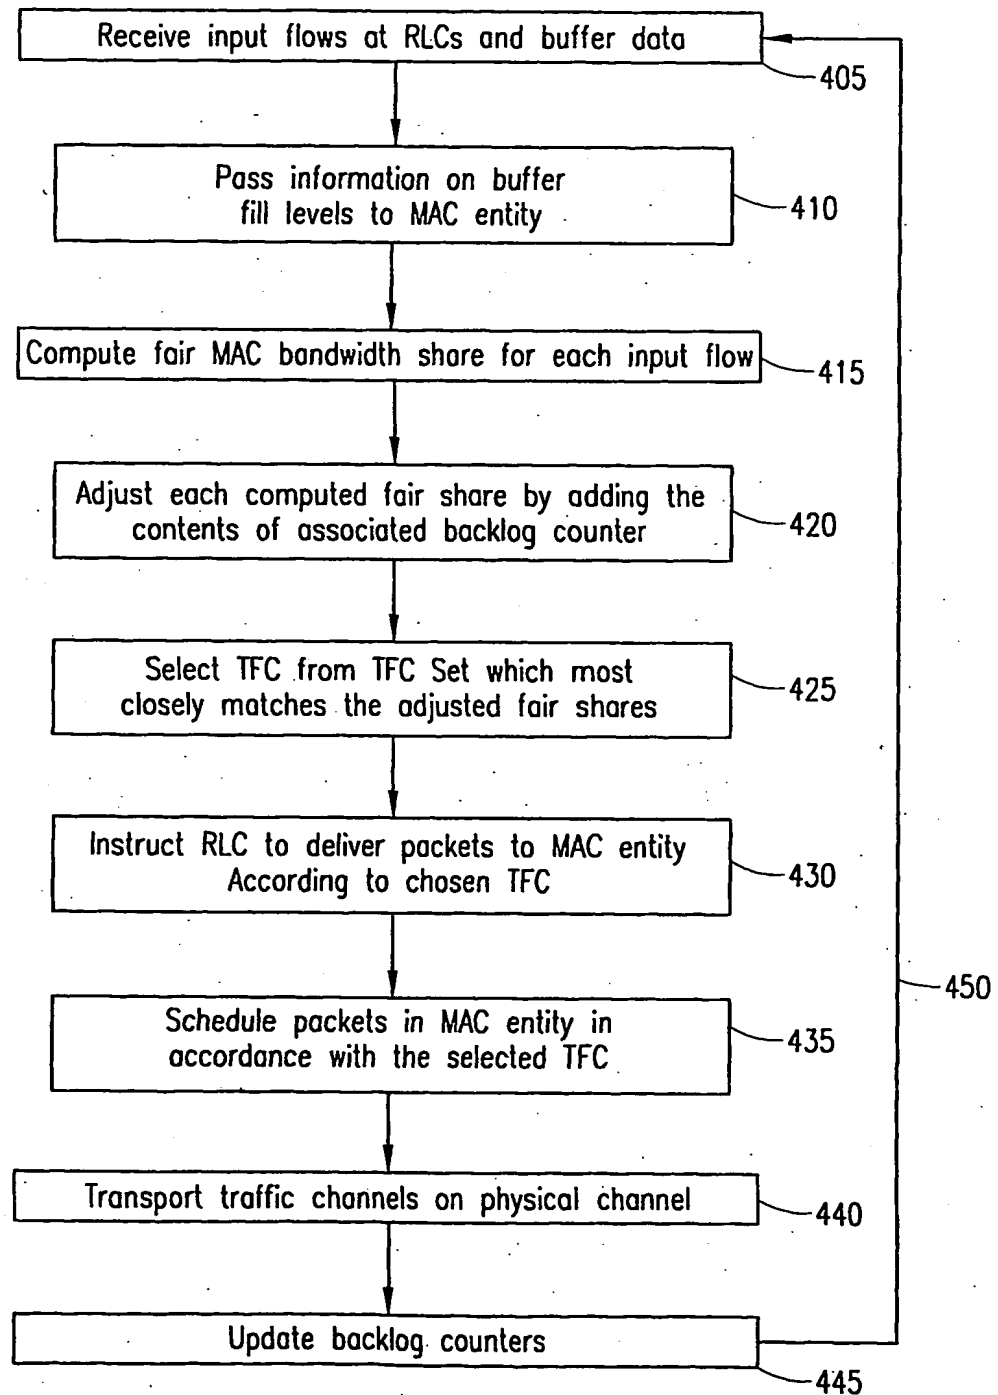 Receive input flows at RLCs and buffer data
405
Pass information on buffer
fill levels to MAC entity
410
Compute fair MAC bandwidth share for each input flow
415
Adjust each computed fair share by adding the
contents of associated backlog counter
420
Select TFC from TFC Set which most
closely matches the adjusted fair shares
425
Instruct RLC to deliver packets to MAC entity
According to chosen TFC
430
450
Schedule packets in MAC entity in
accordance with the selected TFC
435
Transport traffic channels on physical channel
440
Update backlog counters
445